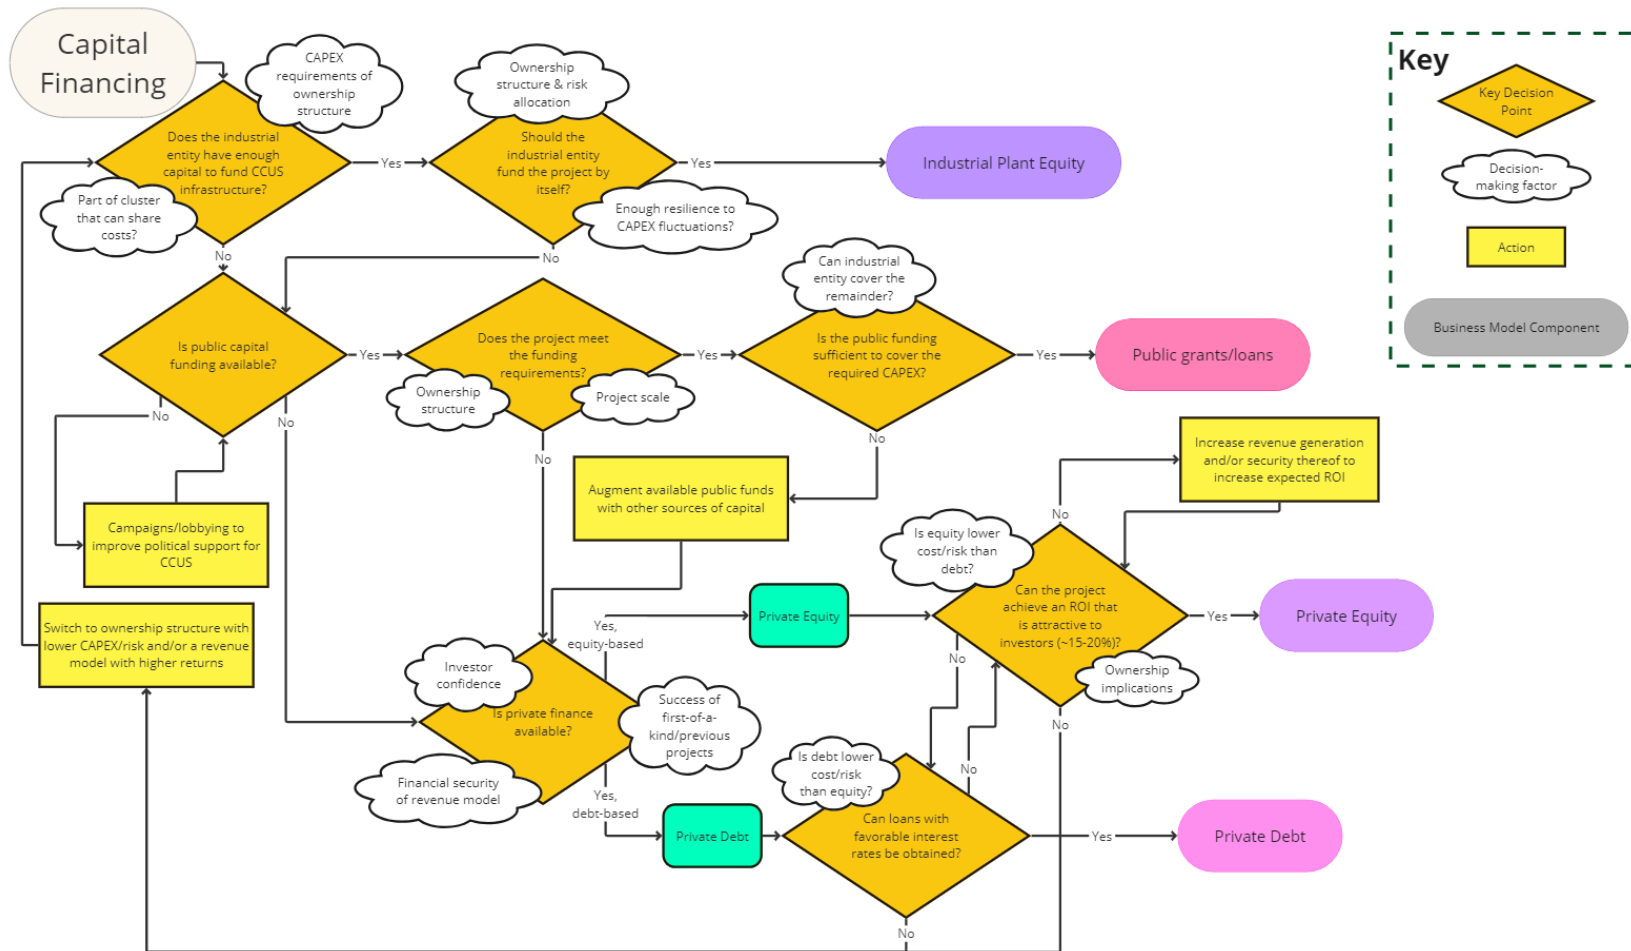 Capital
Financing
CAPEX
requirements of
ownership
structure
Ownership
structure & risk
allocation
Key
Key Decision
Point
Does the industrial
entity have enough
capital to fund CCUS
infrastructure?
Yes
Should the
industrial entity
fund the project by
itself?
Yes
Industrial Plant Equity
Decision-
making factor
Part of cluster
that can share
costs?
Enough resilience to
CAPEX fluctuations?
Action
No
No
Can industrial
entity cover the
remainder?
Business Model Component
Is public capital
funding available?
Yes
Does the project meet
the funding
requirements?
Yes
Is the public funding
sufficient to cover the
required CAPEX?
Yes
Public grants/loans
Ownership
structure
Project scale
No
No
No
No
Increase revenue generation
and/or security thereof to
increase expected ROI
Augment available public funds
with other sources of capital
No
Campaigns/lobbying to
improve political support for
CCUS
Is equity lower
cost/risk than
debt?
Switch to ownership structure with
lower CAPEX/risk and/or a revenue
model with higher returns
Yes,
equity-based
Private Equity
Can the project
achieve an ROI that
is attractive to
investors (~15-20%)?
Yes
Private Equity
Investor
confidence
Is private finance
available?
Success of
first-of-a-
kind/previous
projects
No
Ownership
implications
No
Financial security
of revenue model
Is debt lower
cost/risk
than equity?
No
Yes,
debt-based
Private Debt
Can loans with
favorable interest
rates be obtained?
Yes
Private Debt
No